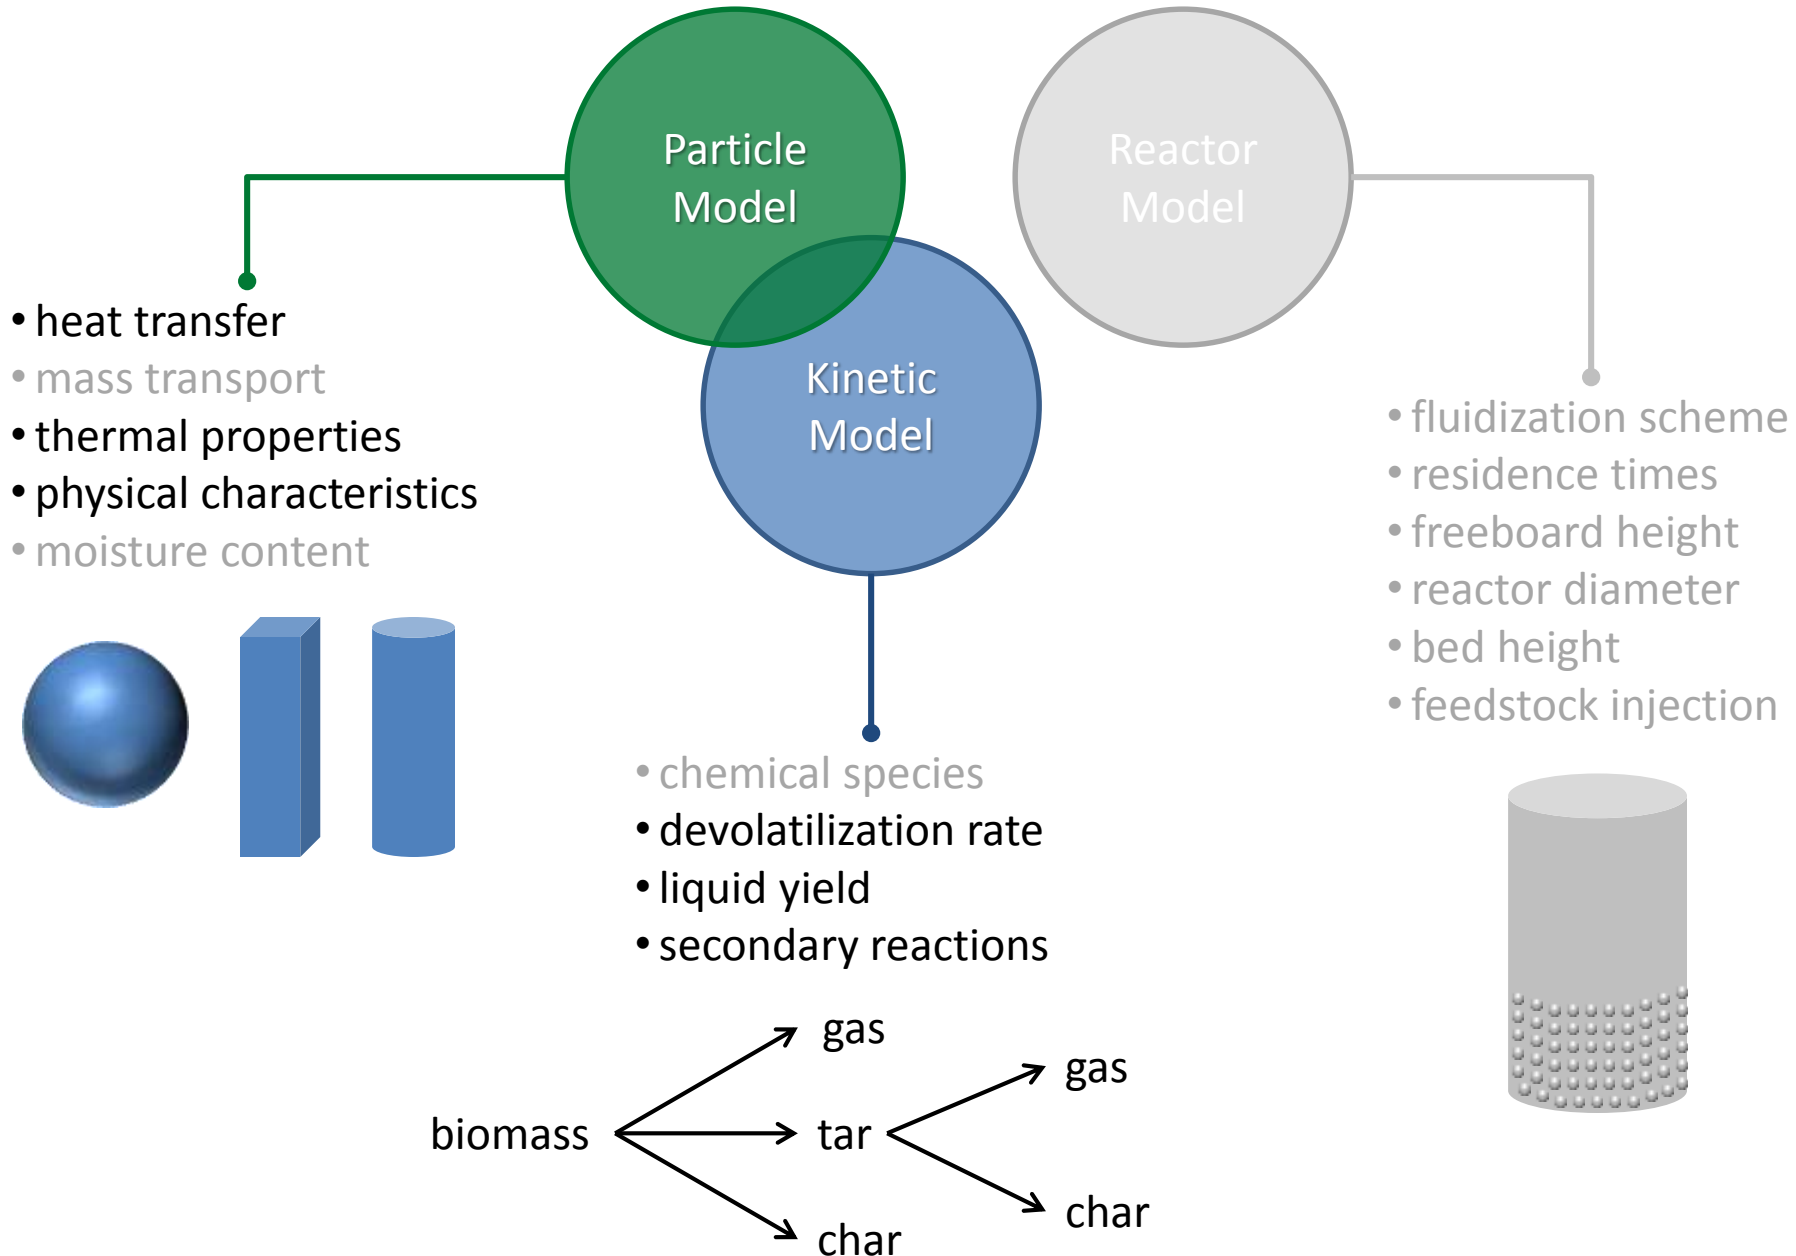 Particle
Model
Reactor
Model
Kinetic
Model
• heat transfer
• mass transport
• thermal properties
• physical characteristics
• moisture content
• fluidization scheme
• residence times
• freeboard height
• reactor diameter
• bed height
• feedstock injection
• chemical species
• devolatilization rate
• liquid yield
• secondary reactions
gas
gas
biomass
tar
char
char